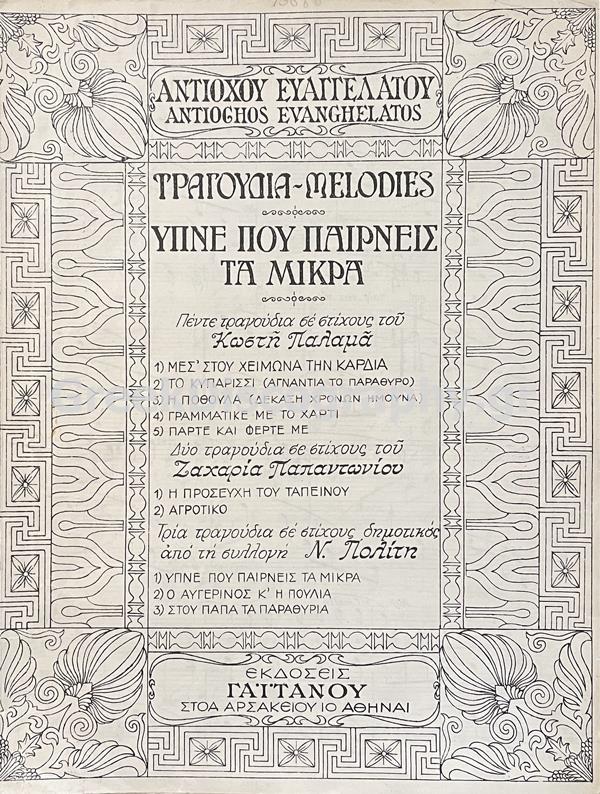 ΑΝΤΙΟΧΟΥ ΕΥΑΓΓΕΛΑΤΟΥ
ANTIOCHOS EVANGHELATOS
ΤΡΑΓΟΥΔΙΑ-MELODIES
ΥΠΝΕ ΠΟΥ ΠΑΙΡΝΕΙΣ
ΤΑ ΜΙΚΡΑ
Πέντε τραγούδια σέ στίχους τοῦ
Κωστῆ Παλαμᾶ
1) ΜΕΣ' ΣΤΟΥ ΧΕΙΜΩΝΑ ΤΗΝ ΚΑΡΔΙΑ
2) ΤΟ ΚΥΠΑΡΙΣΣΙ (ΑΓΝΑΝΤΙΑ ΤΟ ΠΑΡΑΘΥΡΟ)
3) Η ΠΟΘΟΥΛΑ (ΔΕΚΑΞΗ ΧΡΟΝΩΝ ΗΜΟΥΝΑ)
4) ΓΡΑΜΜΑΤΙΚΕ ΜΕ ΤΟ ΧΑΡΤΙ
5) ΠΑΡΤΕ ΚΑΙ ΦΕΡΤΕ ΜΕ
Δύο τραγούδια σε στίχους τοῦ
Ζαχαρία Παπαντωνίου
1) Η ΠΡΟΣΕΥΧΗ ΤΟΥ ΤΑΠΕΙΝΟΥ
2) ΑΓΡΟΤΙΚΟ
Τρία τραγούδια σέ στίχους δημοτικός
ἀπό τή συλλογή Ν. Πολίτη
1) ΥΠΝΕ ΠΟΥ ΠΑΙΡΝΕΙΣ ΤΑ ΜΙΚΡΑ
2) Ο ΑΥΓΕΡΙΝΟΣ Κ' Η ΠΟΥΛΙΑ
3) ΣΤΟΥ ΠΑΠΑ ΤΑ ΠΑΡΑΘΥΡΙΑ
ΕΚΔΟΣΕΙΣ
ΓΑΪΤΑΝΟΥ
ΣΤΟΑ ΑΡΣΑΚΕΙΟΥ 10 ΑΘΗΝΑΙ